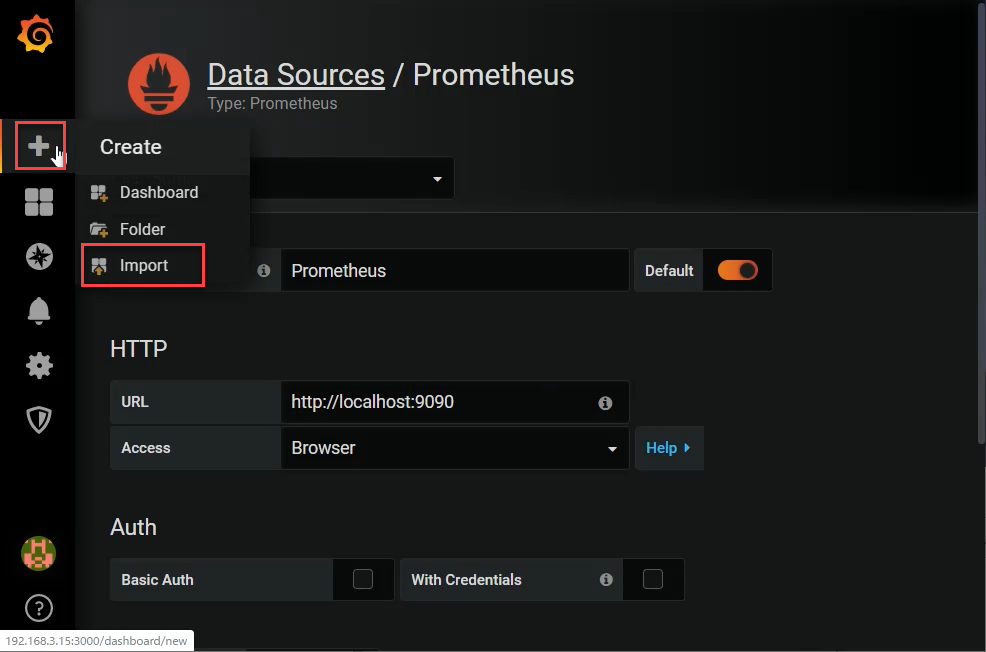 Data Sources / Prometheus
Type: Prometheus
Create
Dashboard
Folder
Import
Prometheus
Default
HTTP
URL
http://localhost:9090
Access
Browser
Help
Auth
Basic Auth
With Credentials
192.168.3.15:3000/dashboard/new